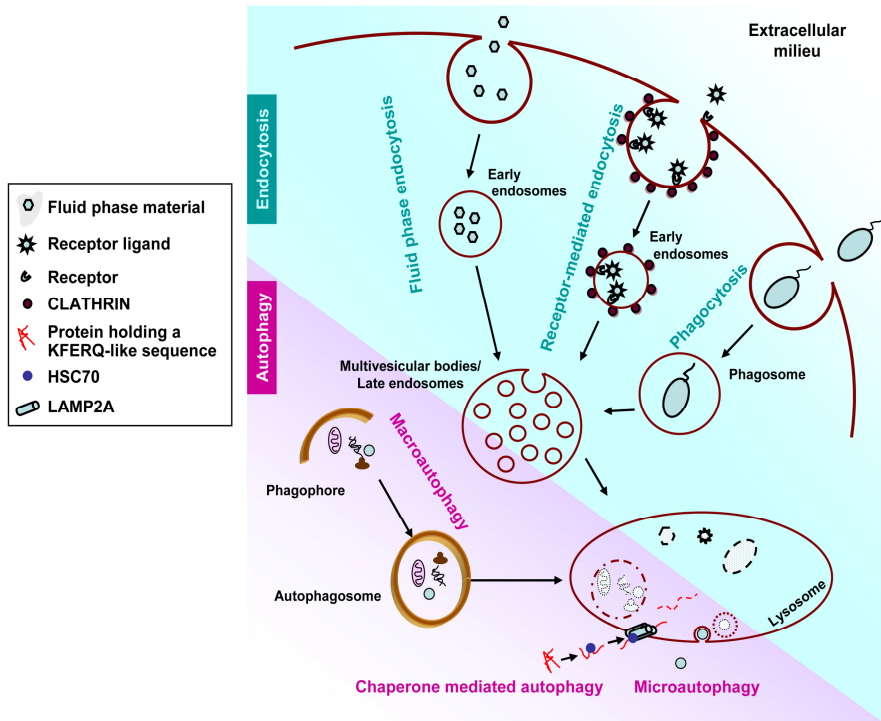 Extracellular
milieu
Endocytosis
Fluid phase endocytosis
Early
endosomes
Receptor-mediated endocytosis
Early
endosomes
Phagocytosis
Phagosome
Fluid phase material
Receptor ligand
Receptor
CLATHRIN
Protein holding a
KFERQ-like sequence
HSC70
LAMP2A
Autophagy
Multivesicular bodies/
Late endosomes
Macroautophagy
Phagophore
Autophagosome
Lysosome
Chaperone mediated autophagy
Microautophagy